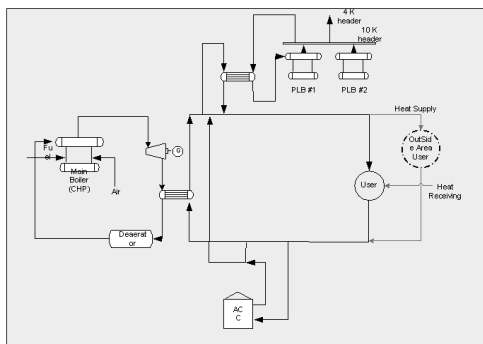 4 K
header
10 K
header
PLB #1
PLB #2
Heat Supply
OutSid
e Area
User
G
Fu
el
Main
Boiler
(CHP)
Air
User
Heat
Receiving
Deaerat
or
AC
C